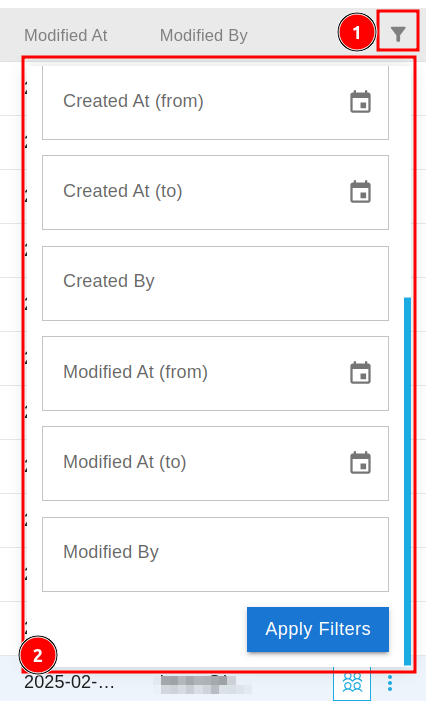 Modified At Modified By 1
Created At (from)
Created At (to)
Created By
Modified At (from)
Modified At (to)
Modified By
Apply Filters
2
2025-02-...